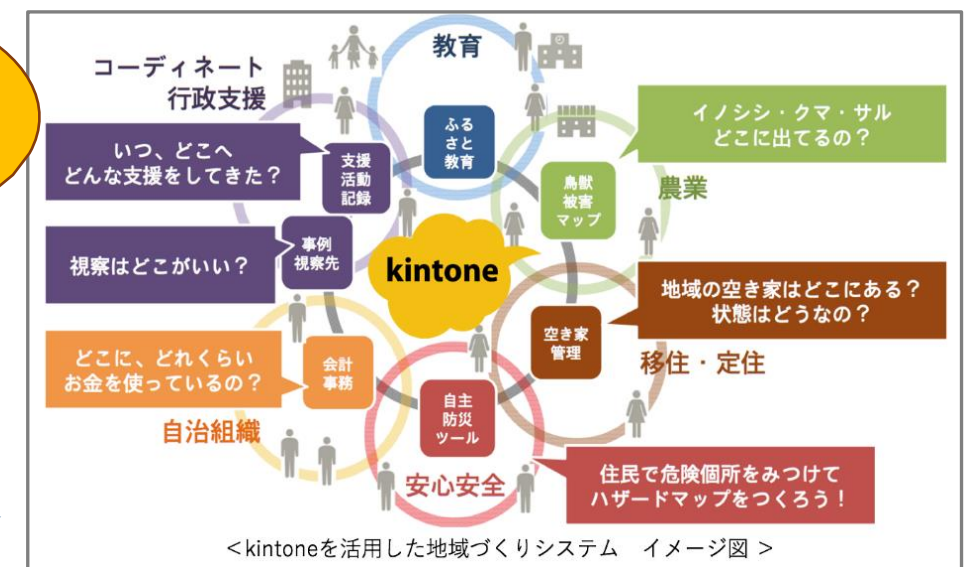 教育
コーディネート
行政支援
ふる
さと
教育
イノシシ・クマ・サル
どこに出てるの？
いつ、どこへ
どんな支援をしてきた？
支援
活動
記録
鳥獣
被害
マップ
農業
事例
視察先
視察はどこがいい？
kintone
地域の空き家はどこにある？
状態はどうなの？
空き家
管理
移住・定住
どこに、どれくらい
お金を使っているの？
会計
事務
自治組織
自主
防災
ツール
安心安全
住民で危険個所をみつけて
ハザードマップをつくろう！
＜kintoneを活用した地域づくりシステム　イメージ図 ＞